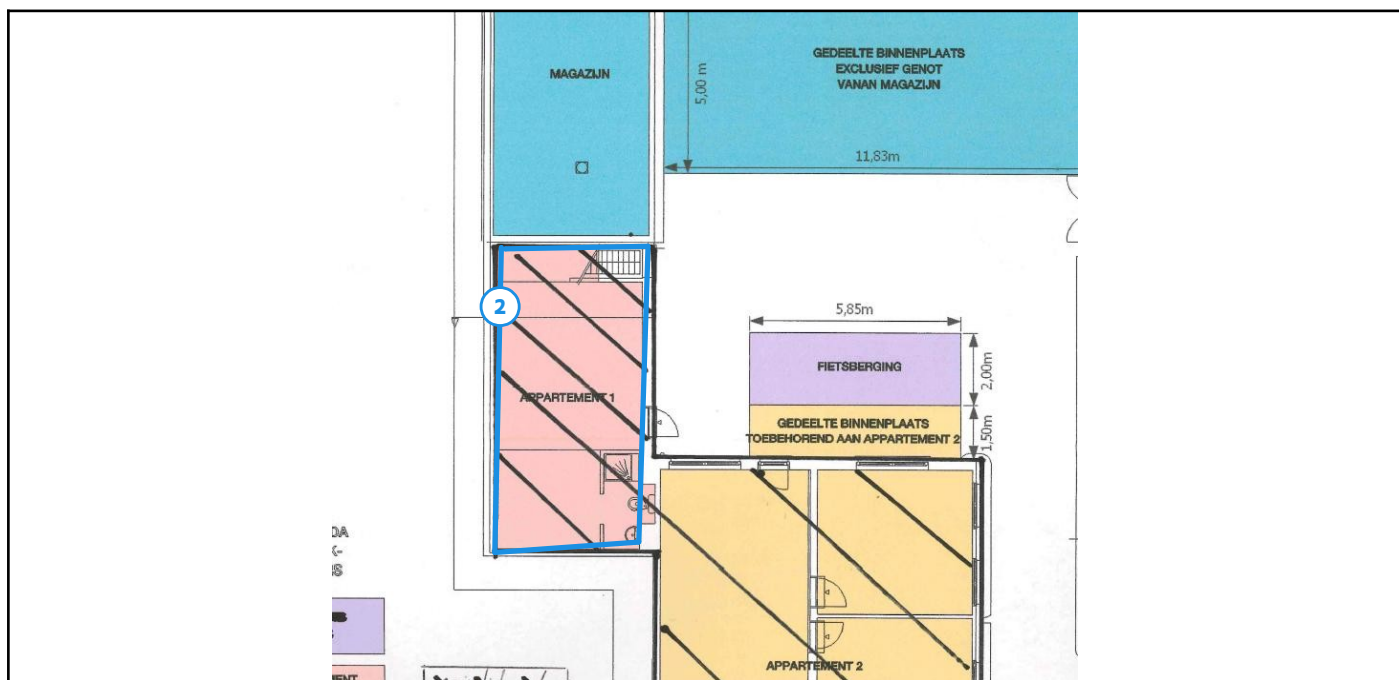 MAGAZIJN
GEDEELTE BINNENPLAATS
EXCLUSIEF GENOT
VANAN MAGAZIJN
5,00 m
11,83m
2
5,85m
FIETSBERGING
2,00m
APPARTEMENT 1
GEDEELTE BINNENPLAATS
TOEBEHOREND AAN APPARTEMENT 2
1,50m
APPARTEMENT 2